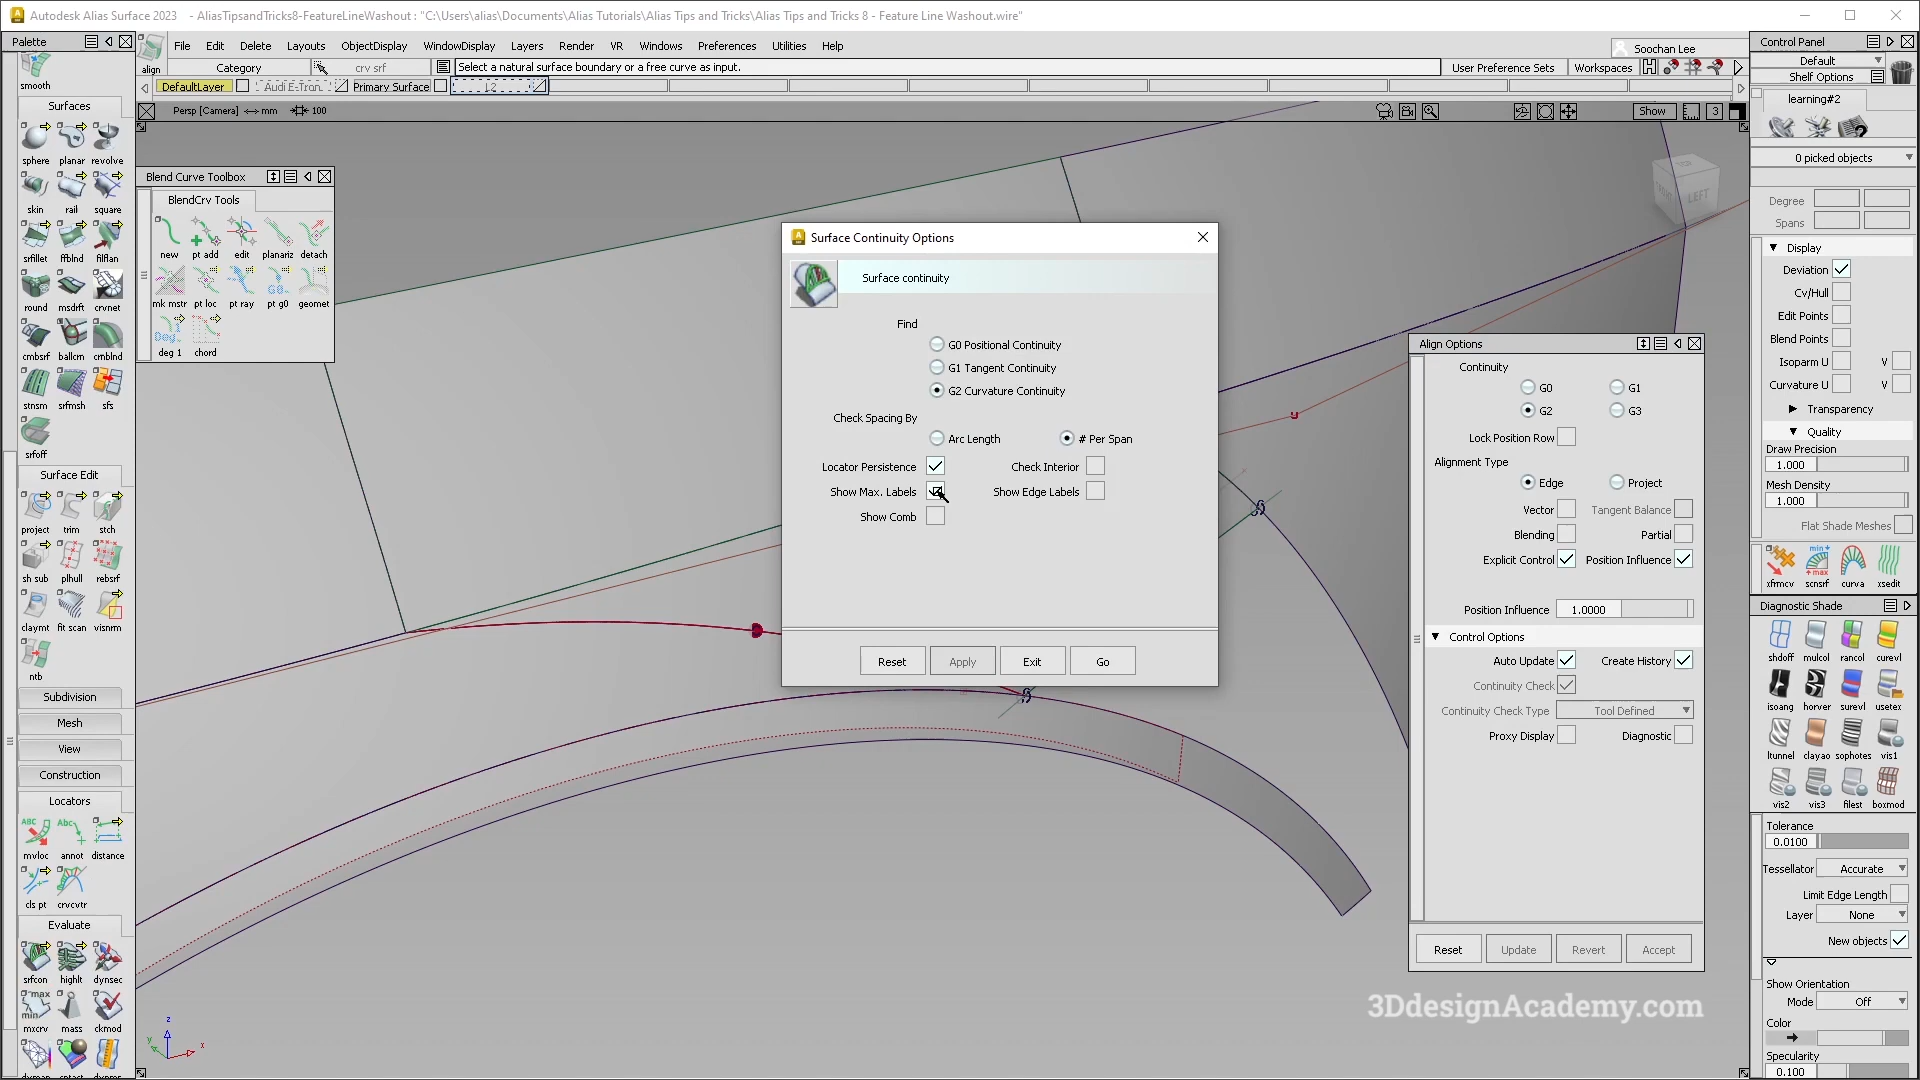 Autodesk Alias Surface 2023 - AliasTipsandTricks8-FeatureLineWashout : "C:\Users\alias\Documents\Alias Tutorials\Alias Tips and Tricks\Alias Tips and Tricks 8 - Feature Line Washout.wire"
Palette
align
File Edit Delete Layouts ObjectDisplay WindowDisplay Layers Render VR Windows Preferences Utilities Help
Soochan Lee
Category crv srf Select a natural surface boundary or a free curve as input. User Preference Sets Workspaces
DefaultLayer Audi E-Tron... Primary Surface L2
Persp [Camera] mm 100 Show 3
smooth
Surfaces
sphere planar revolve
skin rail square
srfillet ffblnd filflan
round msdrft crvnet
cmbsrf ballcrn crnblnd
stnsm srfmsh sfs
srfoff
Surface Edit
project trim stch
sh sub plhull rebsrf
claymt fit scan visnrm
ntb
Subdivision
Mesh
View
Construction
Locators
mvloc annot distance
cls pt crvcvtr
Evaluate
srfcon highlt dynsec
mxcrv mass ckmod
Blend Curve Toolbox
BlendCrv Tools
new pt add edit planariz detach
mk mstr pt loc pt ray pt g0 geomet
deg 1 chord
Surface Continuity Options
Surface continuity
Find
G0 Positional Continuity
G1 Tangent Continuity
G2 Curvature Continuity
Check Spacing By
Arc Length # Per Span
Locator Persistence Check Interior
Show Max. Labels Show Edge Labels
Show Comb
Reset Apply Exit Go
LEFT
Align Options
Continuity
G0 G1
G2 G3
Lock Position Row
Alignment Type
Edge Project
Vector Tangent Balance
Blending Partial
Explicit Control Position Influence
Position Influence 1.0000
Control Options
Auto Update Create History
Continuity Check
Continuity Check Type Tool Defined
Proxy Display Diagnostic
Reset Update Revert Accept
3DdesignAcademy.com
z
y x
Control Panel
Default
Shelf Options
learning#2
0 picked objects
Degree
Spans
Display
Deviation
Cv/Hull
Edit Points
Blend Points
Isoparm U V
Curvature U V
Transparency
Quality
Draw Precision
1.000
Mesh Density
1.000
Flat Shade Meshes
xfrmcv scnsrf curva xsedit
Diagnostic Shade
shdoff mulcol rancol curevl
isoang horver surevl usetex
ltunnel clayao sophotes vis1
vis2 vis3 filest boxmod
Tolerance
0.0100
Tessellator Accurate
Limit Edge Length
Layer None
New objects
Show Orientation
Mode Off
Color
Specularity
0.100